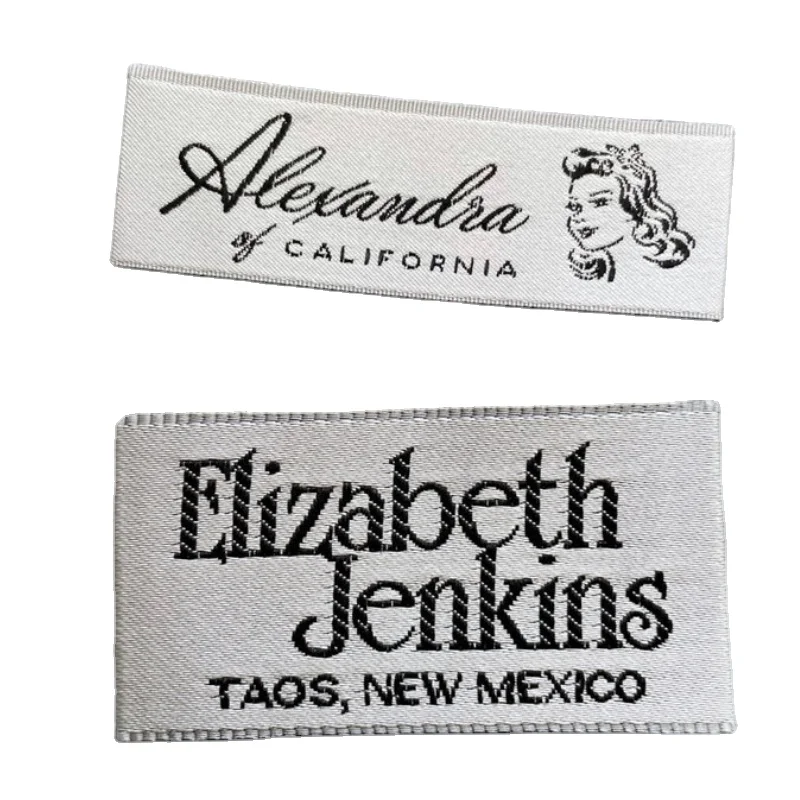 Alexandra
of CALIFORNIA
Elizabeth
Jenkins
TAOS, NEW MEXICO